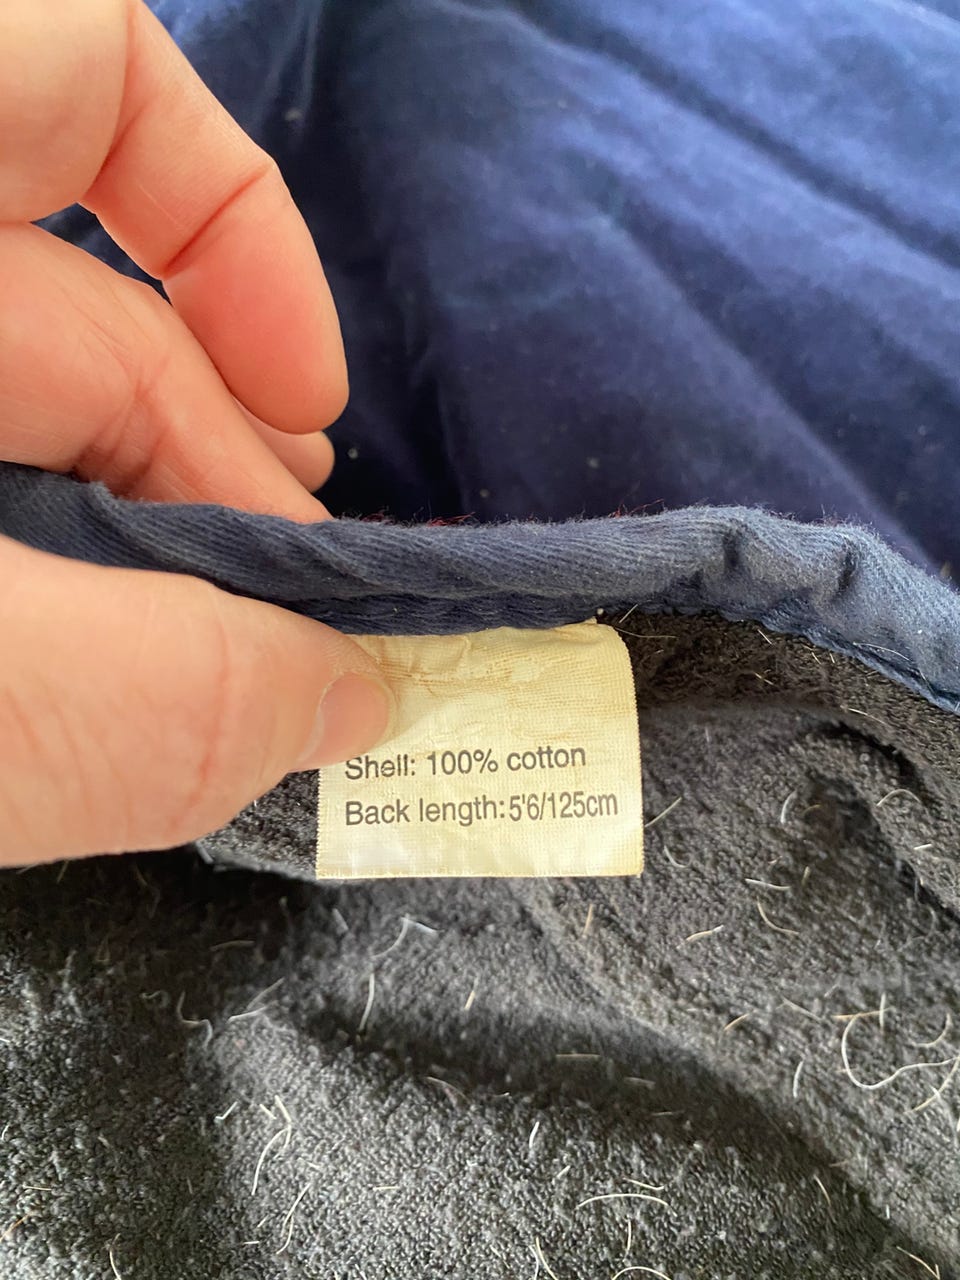 Shell: 100% cotton
Back length:5'6/125cm